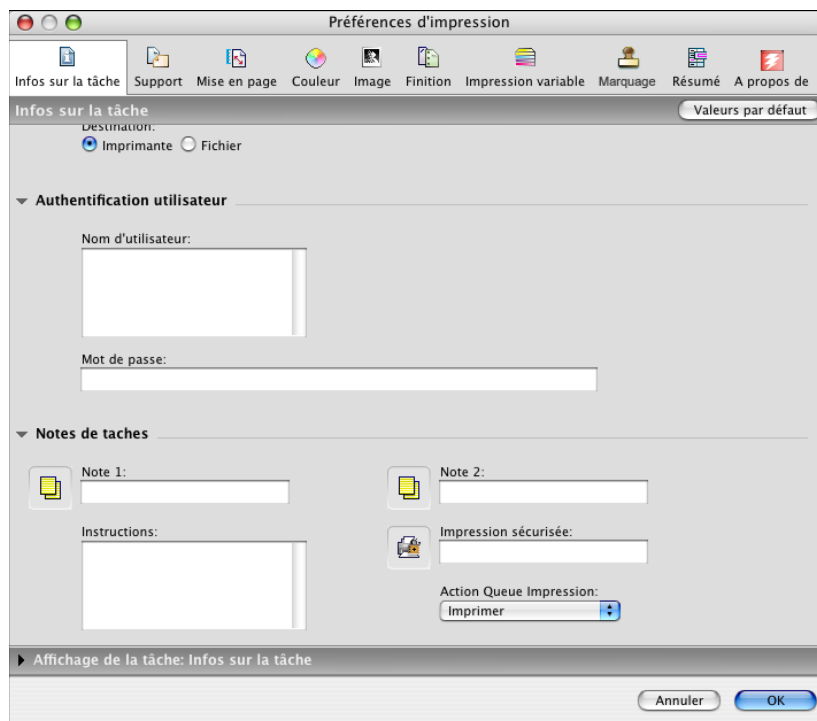 Préférences d'impression
Infos sur la tâche Support Mise en page Couleur Image Finition Impression variable Marquage Résumé A propos de
Infos sur la tâche Valeurs par défaut
Destination:
Imprimante Fichier
Authentification utilisateur
Nom d'utilisateur:
Mot de passe:
Notes de taches
Note 1: Note 2:
Instructions: Impression sécurisée:
Action Queue Impression:
Imprimer
Affichage de la tâche: Infos sur la tâche
Annuler OK